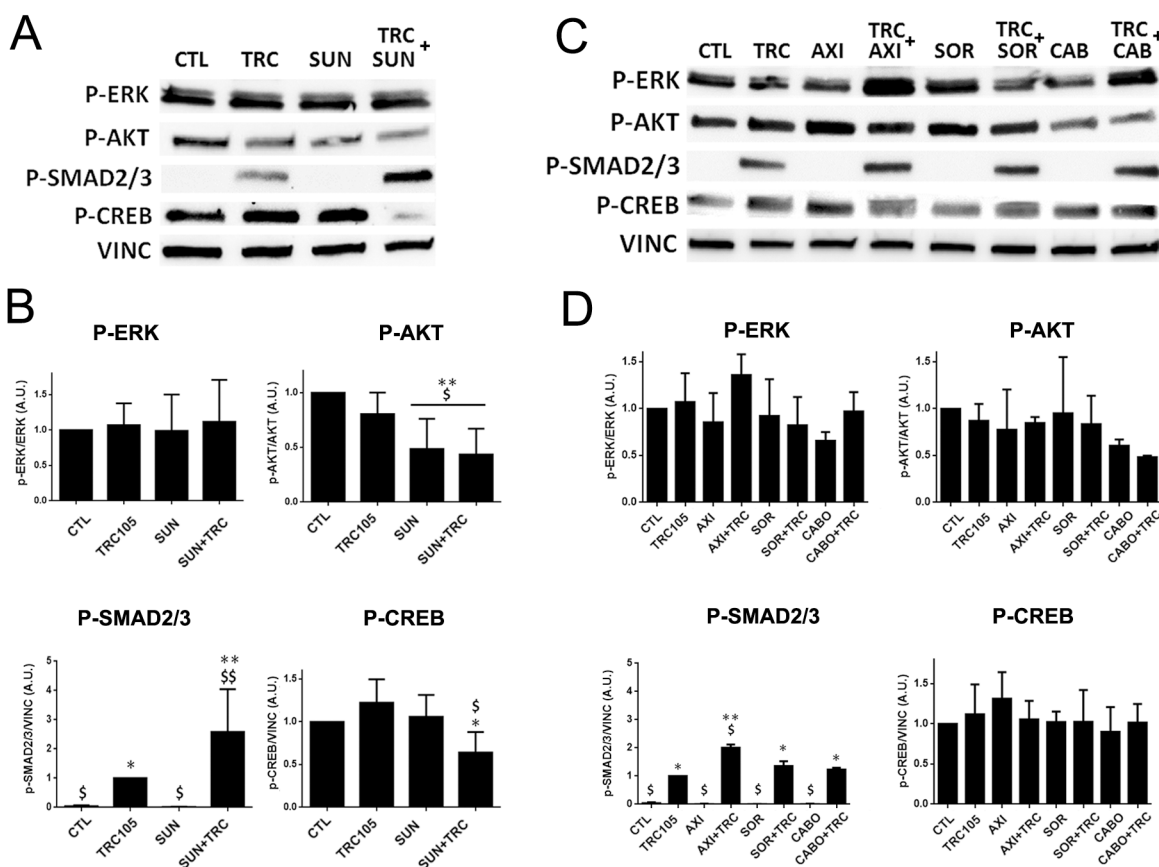 A
CTL TRC SUN TRC + SUN
P-ERK
P-AKT
P-SMAD2/3
P-CREB
VINC
C
CTL TRC AXI TRC + AXI SOR TRC + SOR CAB TRC + CAB
P-ERK
P-AKT
P-SMAD2/3
P-CREB
VINC
B
P-ERK
p-ERK/ERK (A.U.)
1.5
1.0
0.5
0.0
CTL TRC105 SUN SUN+TRC
P-AKT
p-AKT/AKT (A.U.)
1.0
0.5
0.0
**
$
CTL TRC105 SUN SUN+TRC
P-SMAD2/3
p-SMAD2/3/VINC (A.U.)
5
4
3
2
1
0
$ * $ ** $$
CTL TRC105 SUN SUN+TRC
P-CREB
p-CREB/VINC (A.U.)
1.5
1.0
0.5
0.0
$
*
CTL TRC105 SUN SUN+TRC
D
P-ERK
p-ERK/ERK (A.U.)
1.5
1.0
0.5
0.0
CTL TRC105 AXI AXI+TRC SOR SOR+TRC CABO CABO+TRC
P-AKT
p-AKT/AKT (A.U.)
1.5
1.0
0.5
0.0
CTL TRC105 AXI AXI+TRC SOR SOR+TRC CABO CABO+TRC
P-SMAD2/3
p-SMAD2/3/VINC (A.U.)
5
4
3
2
1
0
$ * $ ** $ $ * $ *
CTL TRC105 AXI AXI+TRC SOR SOR+TRC CABO CABO+TRC
P-CREB
p-CREB/VINC (A.U.)
1.5
1.0
0.5
0.0
CTL TRC105 AXI AXI+TRC SOR SOR+TRC CABO CABO+TRC